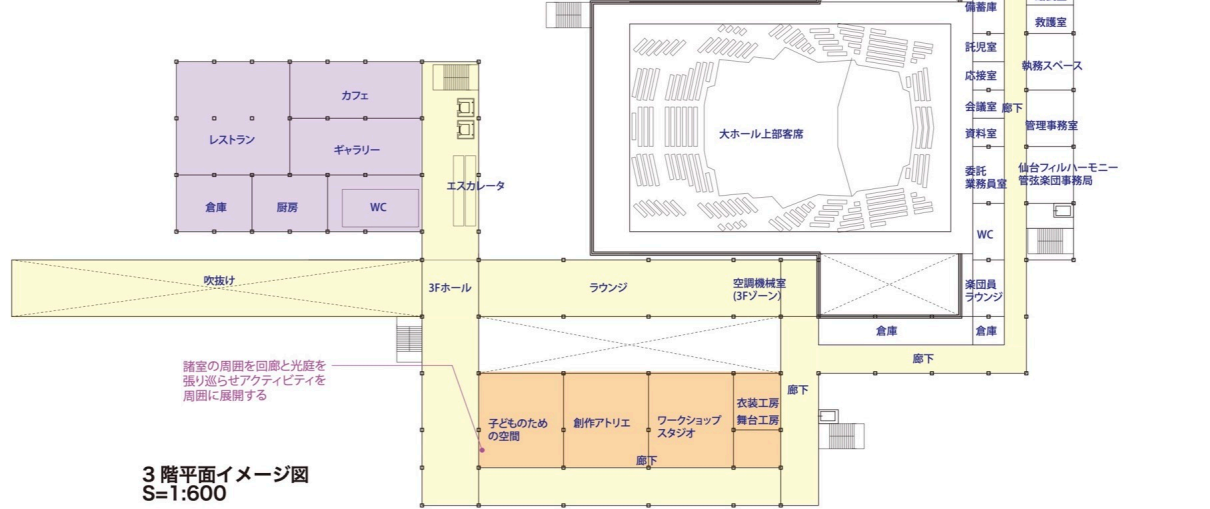 備蓄庫
救護室
託児室
執務スペース
応接室
会議室
廊下
資料室
管理事務室
委託
業務員室
仙台フィルハーモニー
管弦楽団事務局
WC
楽団員
ラウンジ
倉庫
倉庫
廊下
大ホール上部客席
カフェ
レストラン
ギャラリー
エスカレータ
倉庫
厨房
WC
吹抜け
3Fホール
ラウンジ
空調機械室
(3Fゾーン)
諸室の周囲を回廊と光庭を
張り巡らせアクティビティを
周囲に展開する
子どものため
の空間
創作アトリエ
ワークショップ
スタジオ
衣装工房
舞台工房
廊下
廊下
3階平面イメージ図
S=1:600